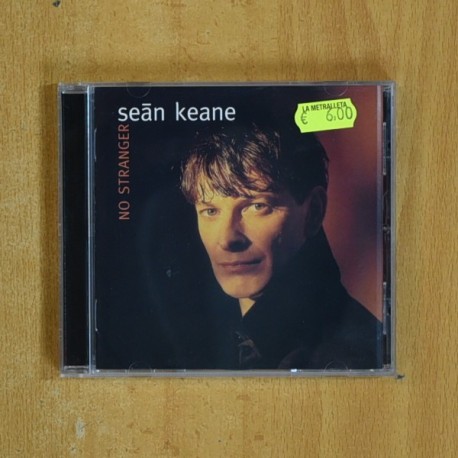 seān keane
NO STRANGER
LA METRALLETA
€ 6.00